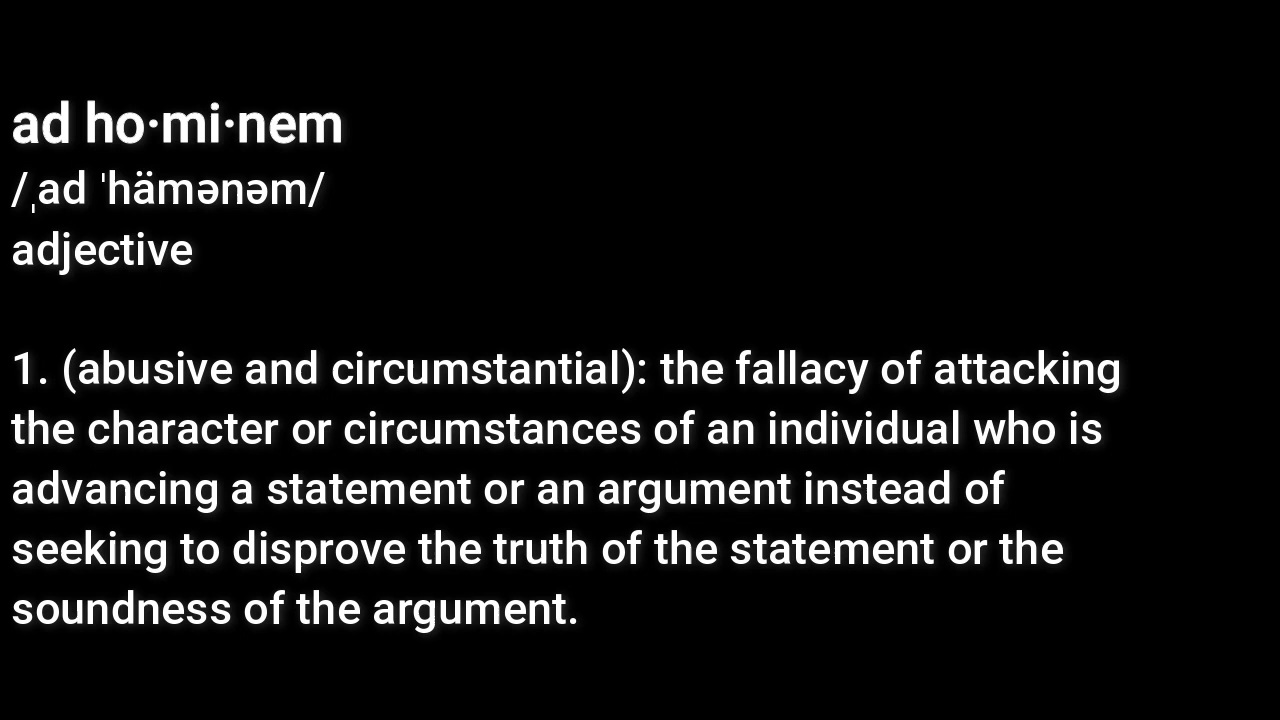 ad ho·mi·nem
/ˌad ˈhämənəm/
adjective
1. (abusive and circumstantial): the fallacy of attacking
the character or circumstances of an individual who is
advancing a statement or an argument instead of
seeking to disprove the truth of the statement or the
soundness of the argument.